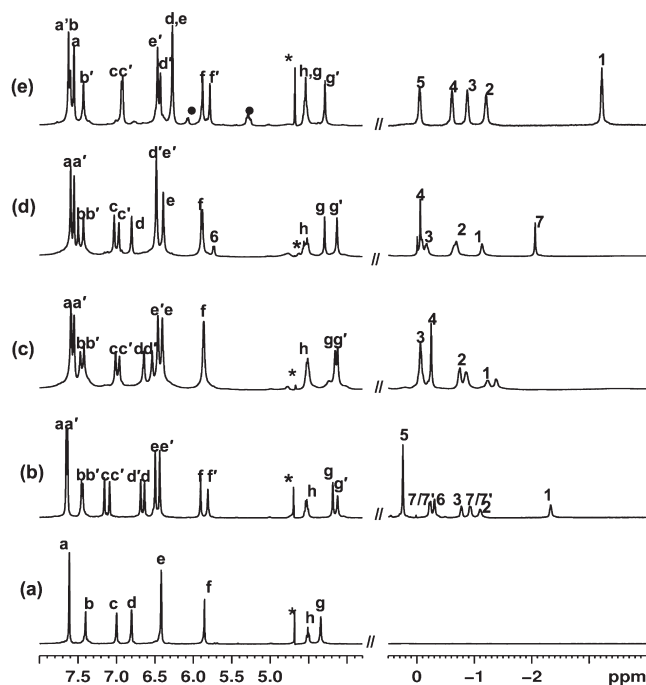 a'b a b' cc' e' d' d,e f f' * h,g g' 5 4 3 2 1
(e) ● ●
aa' bb' c c' d d'e' e f 6 * h g g' 4 3 2 1 7
(d) //
aa' bb' cc' dd' e'e f * h gg' 3 4 2 1
(c) //
aa' bb' cc' d'd ee' f f' * h g g' 5 7/7' 6 3 7/7' 2 1
(b) //
a b c d e f * h g
(a) //
7.5 7.0 6.5 6.0 5.5 5.0 0 −1 −2 ppm